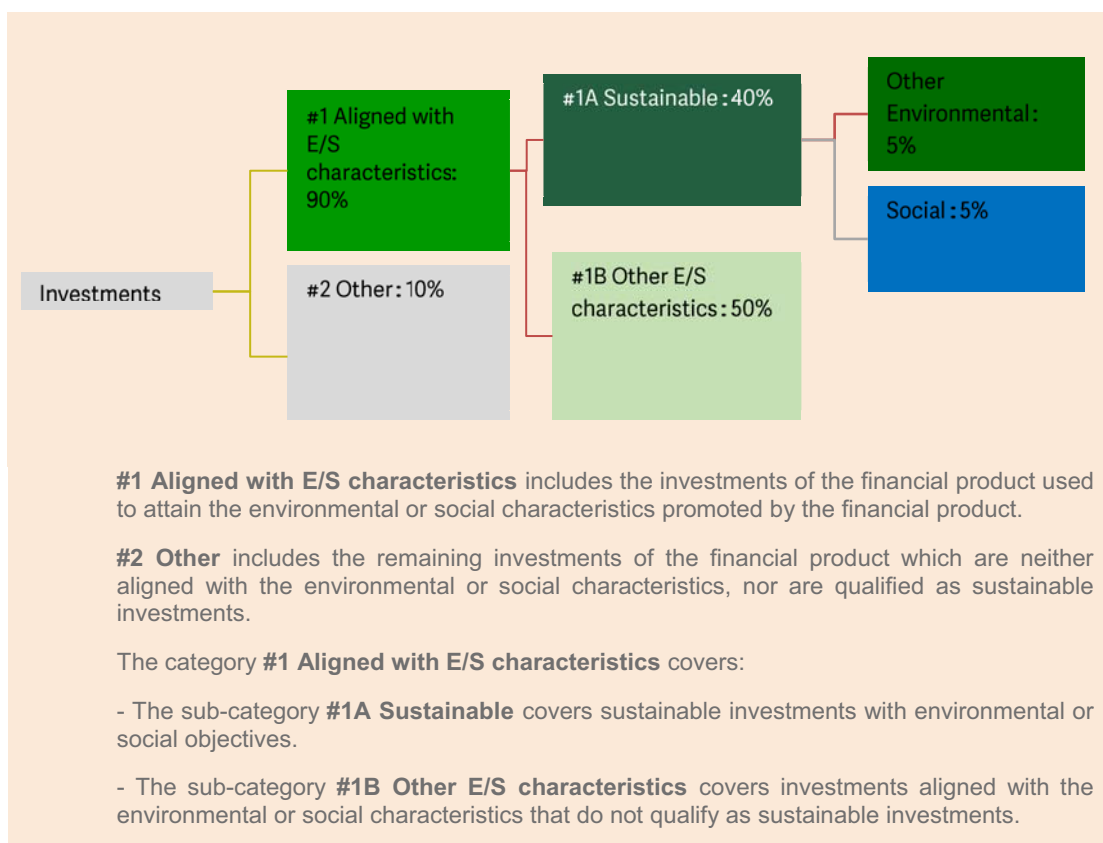 #1 Aligned with
E/S
characteristics:
90%
#1A Sustainable : 40%
Other
Environmental:
5%
Social : 5%
Investments
#2 Other: 10%
#1B Other E/S
characteristics : 50%
#1 Aligned with E/S characteristics includes the investments of the financial product used
to attain the environmental or social characteristics promoted by the financial product.
#2 Other includes the remaining investments of the financial product which are neither
aligned with the environmental or social characteristics, nor are qualified as sustainable
investments.
The category #1 Aligned with E/S characteristics covers:
- The sub-category #1A Sustainable covers sustainable investments with environmental or
social objectives.
- The sub-category #1B Other E/S characteristics covers investments aligned with the
environmental or social characteristics that do not qualify as sustainable investments.